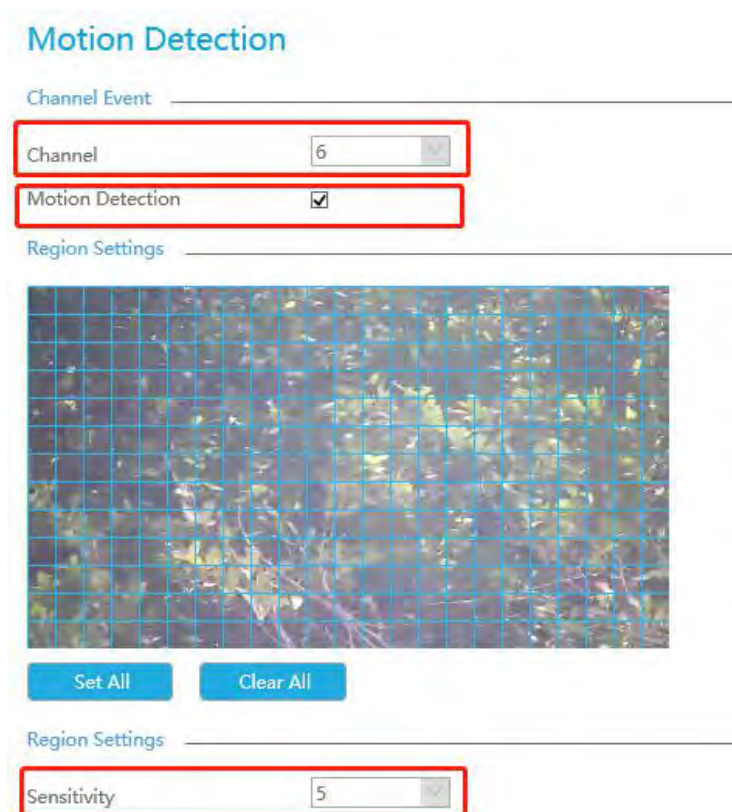 Motion Detection
Channel Event
Channel 6
Motion Detection
Region Settings
Set All Clear All
Region Settings
Sensitivity 5